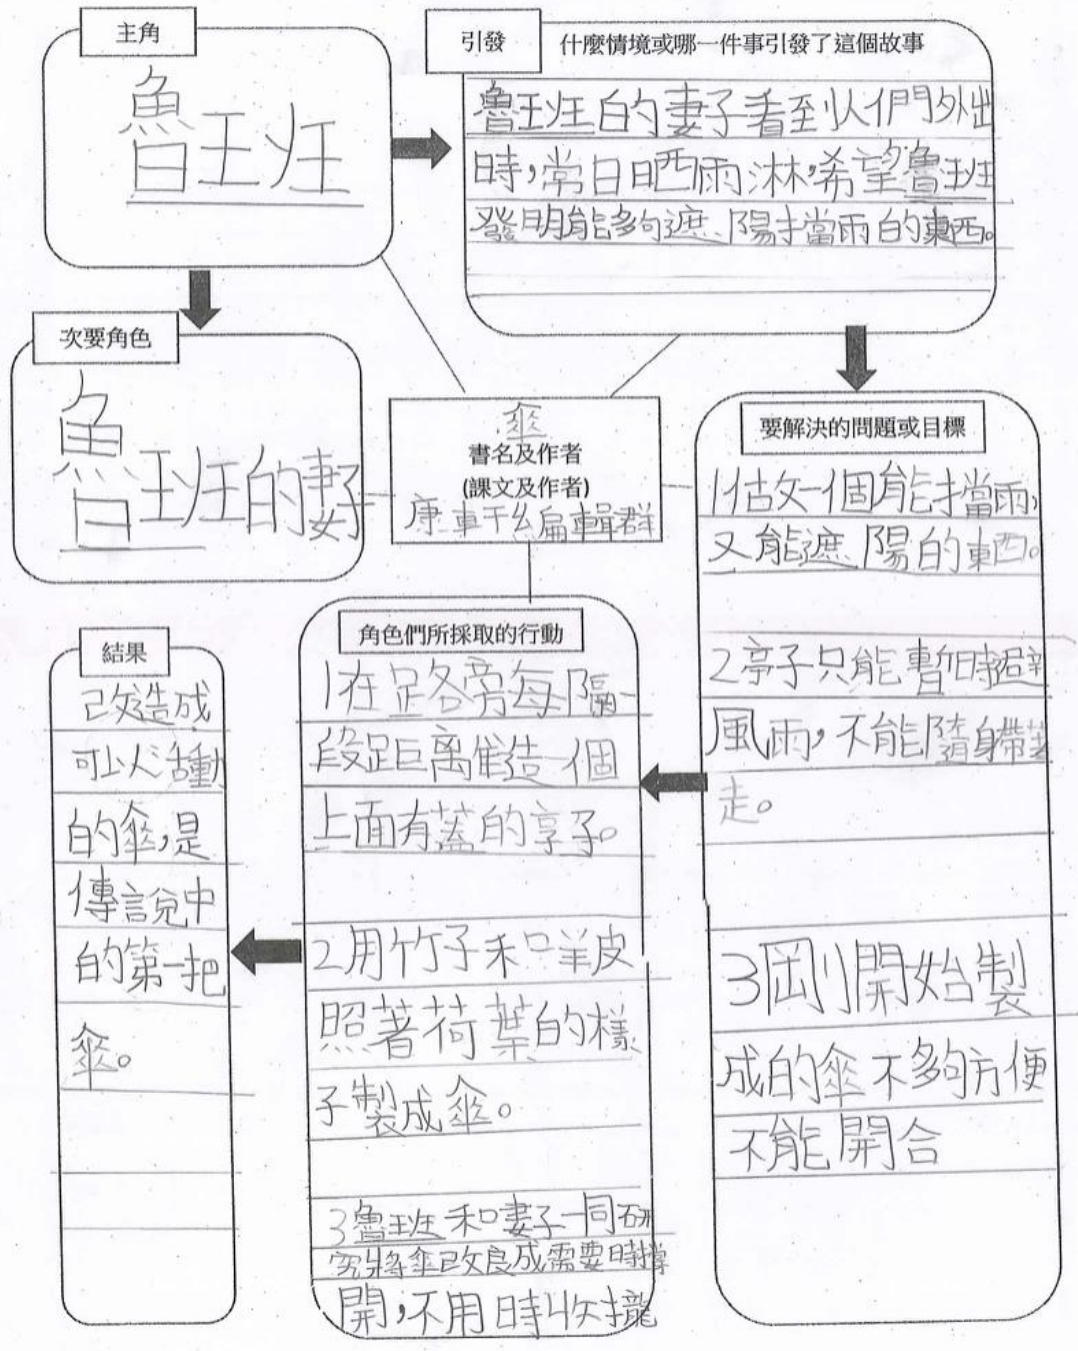 主角
魯班
引發
什麼情境或哪一件事引發了這個故事
魯班的妻子看到人們外出
時,常日晒雨淋,希望魯班
發明能夠遮陽擋雨的東西。
次要角色
魯班的妻子
傘
書名及作者
(課文及作者)
康軒編輯群
要解決的問題或目標
1做一個能擋雨,
又能遮陽的東西。
2亭子只能暫時避
風雨,不能隨身帶著
走。
3剛開始製
成的傘不夠方便
不能開合
角色們所採取的行動
1在路旁每隔一
段距離建造一個
上面有蓋的亭子。
2用竹子和羊皮
照著荷葉的樣
子製成傘。
3魯班和妻子一同研
究將傘改良成需要時撐
開,不用時收攏
結果
改造成
可以活動
的傘,是
傳說中
的第一把
傘。